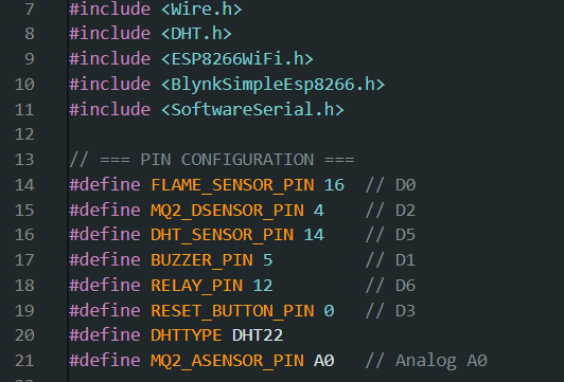 7 #include <Wire.h>
8 #include <DHT.h>
9 #include <ESP8266WiFi.h>
10 #include <BlynkSimpleEsp8266.h>
11 #include <SoftwareSerial.h>
12
13 // === PIN CONFIGURATION ===
14 #define FLAME_SENSOR_PIN 16 // D0
15 #define MQ2_DSENSOR_PIN 4 // D2
16 #define DHT_SENSOR_PIN 14 // D5
17 #define BUZZER_PIN 5 // D1
18 #define RELAY_PIN 12 // D6
19 #define RESET_BUTTON_PIN 0 // D3
20 #define DHTTYPE DHT22
21 #define MQ2_ASENSOR_PIN A0 // Analog A0